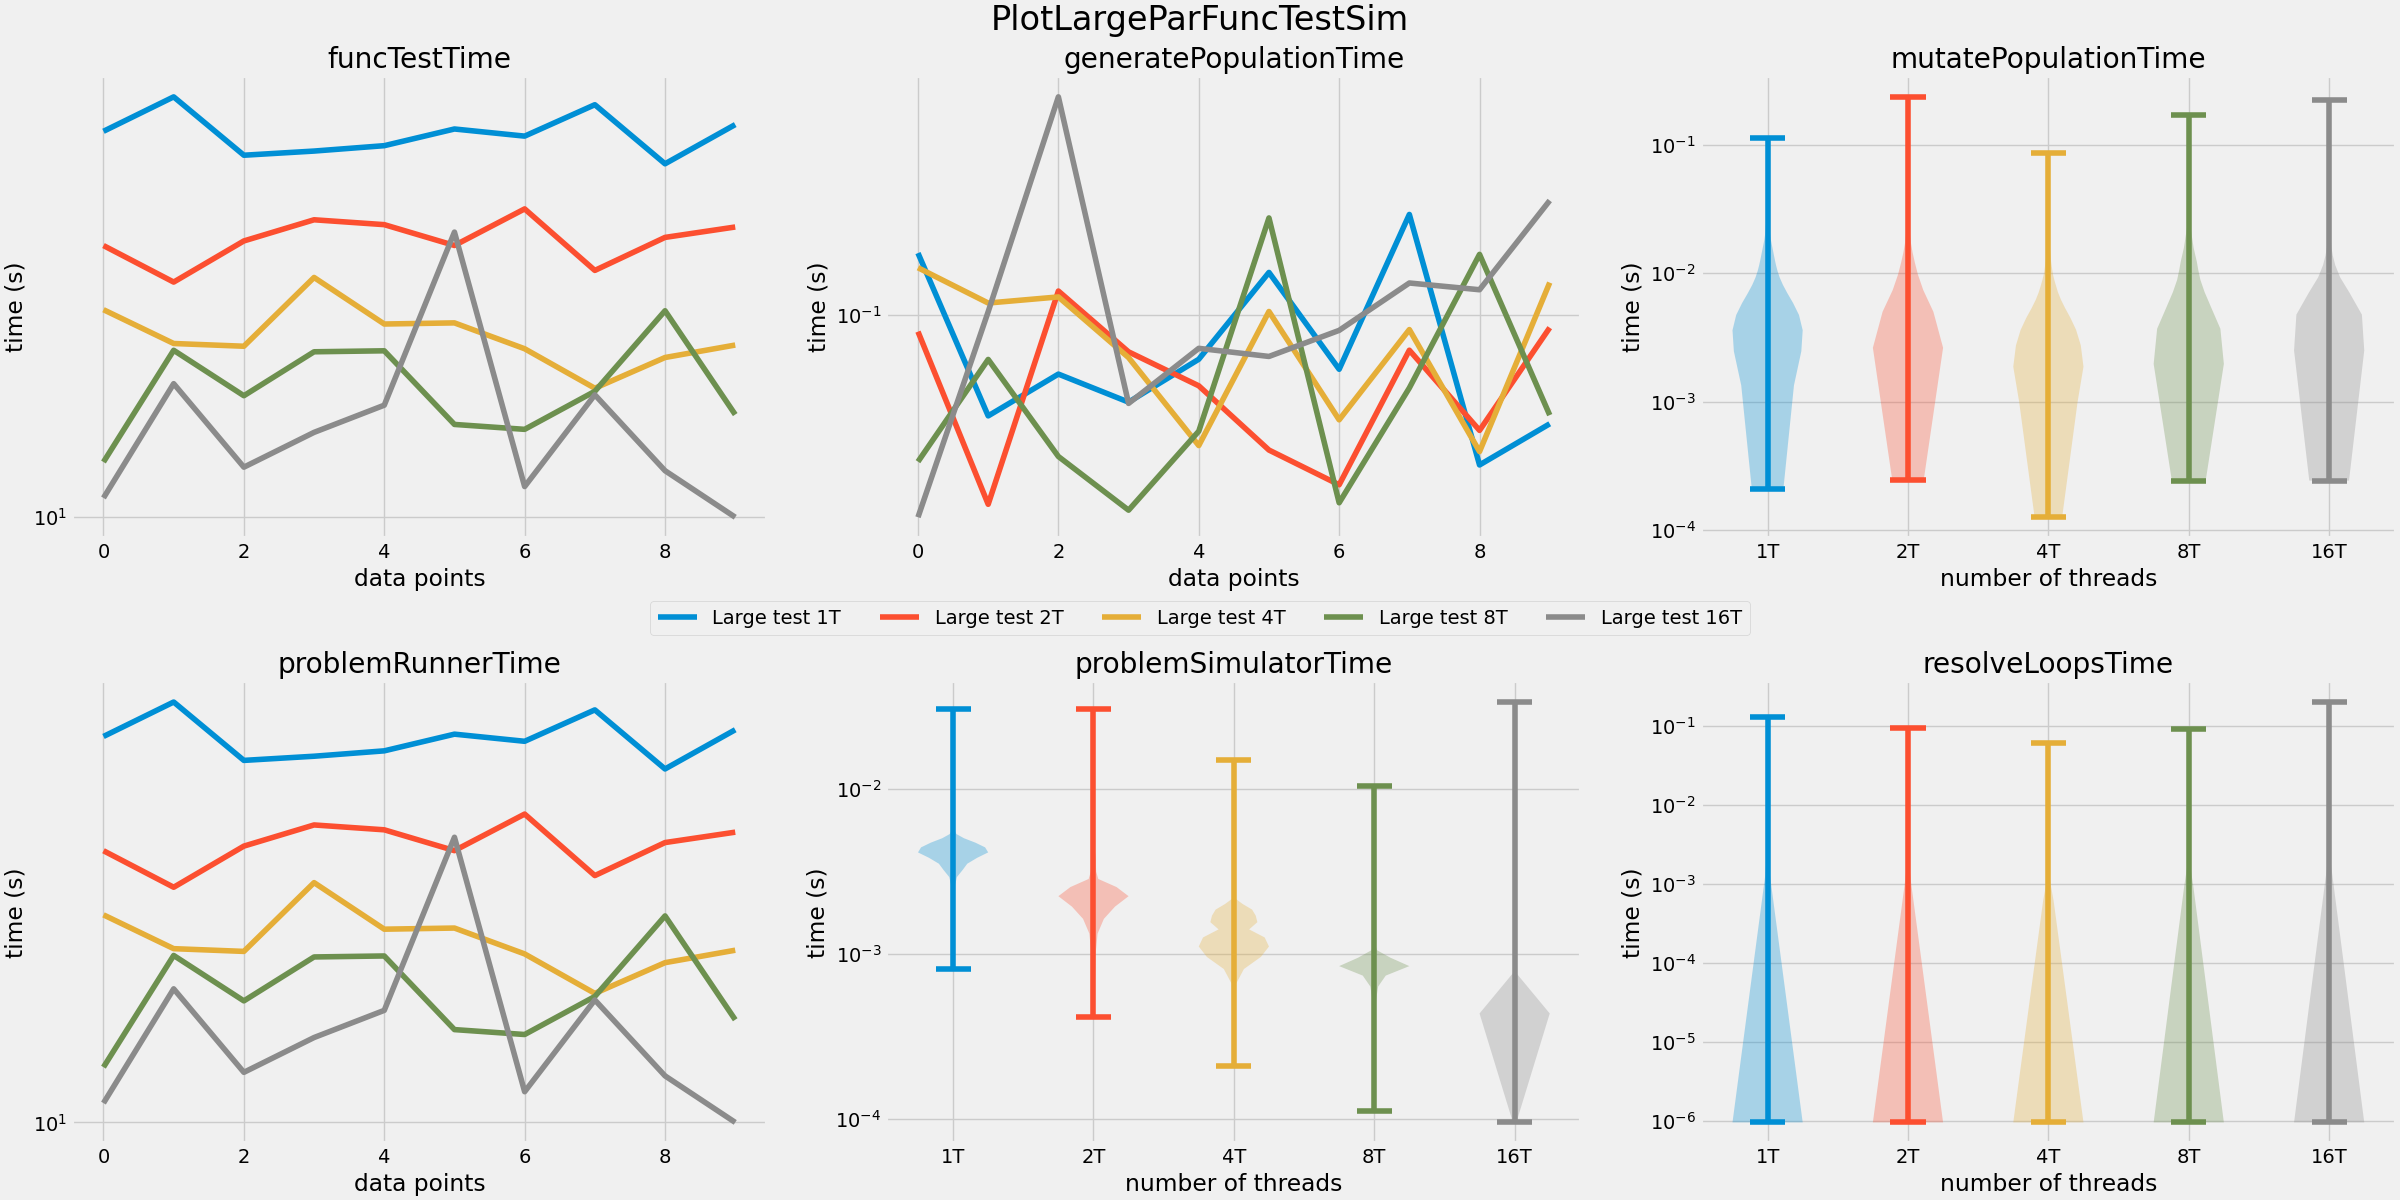 PlotLargeParFuncTestSim
funcTestTime
time (s)
10¹
0 2 4 6 8
data points
generatePopulationTime
time (s)
10⁻¹
0 2 4 6 8
data points
mutatePopulationTime
time (s)
10⁻¹
10⁻²
10⁻³
10⁻⁴
1T 2T 4T 8T 16T
number of threads
Large test 1T Large test 2T Large test 4T Large test 8T Large test 16T
problemRunnerTime
time (s)
10¹
0 2 4 6 8
data points
problemSimulatorTime
time (s)
10⁻²
10⁻³
10⁻⁴
1T 2T 4T 8T 16T
number of threads
resolveLoopsTime
time (s)
10⁻¹
10⁻²
10⁻³
10⁻⁴
10⁻⁵
10⁻⁶
1T 2T 4T 8T 16T
number of threads